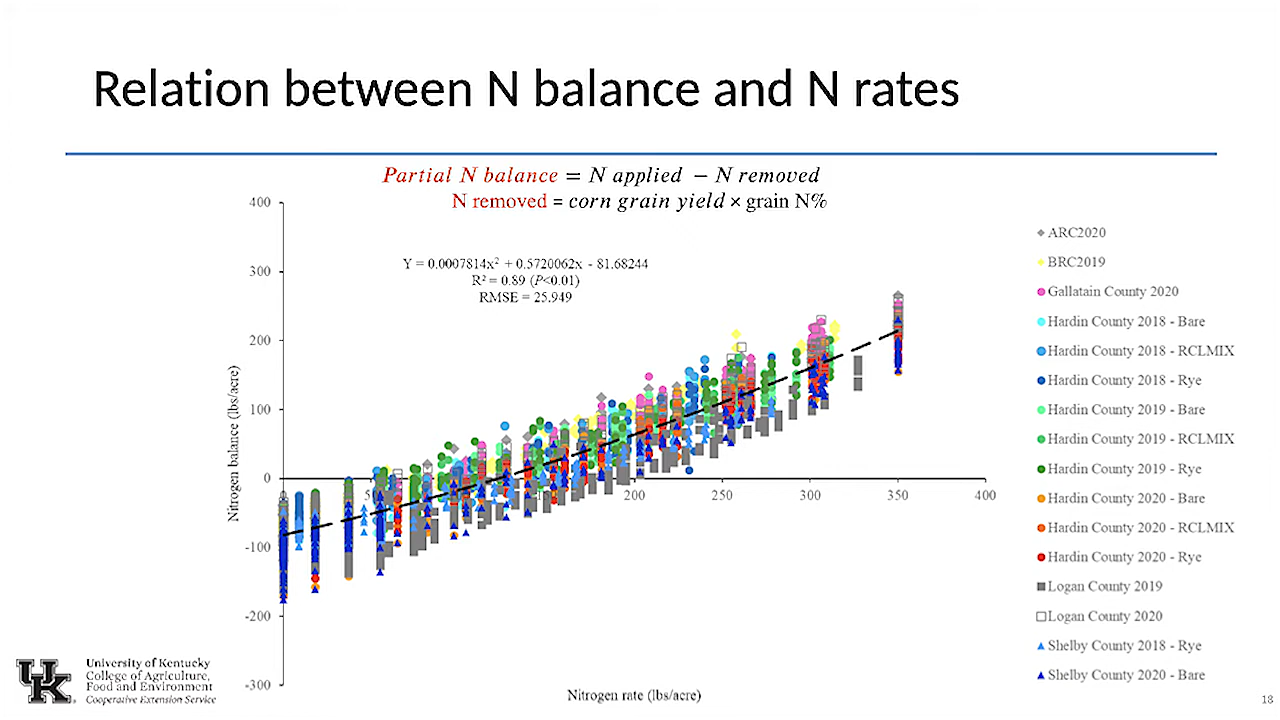 Relation between N balance and N rates
Partial N balance = N applied − N removed
N removed = corn grain yield × grain N%
400
300
200
100
0
-100
-200
-300
Y = 0.0007814x² + 0.5720062x - 81.68244
R² = 0.89 (P<0.01)
RMSE = 25.949
Nitrogen balance (lbs/acre)
200
250
300
350
400
Nitrogen rate (lbs/acre)
ARC2020
BRC2019
Gallatain County 2020
Hardin County 2018 - Bare
Hardin County 2018 - RCLMIX
Hardin County 2018 - Rye
Hardin County 2019 - Bare
Hardin County 2019 - RCLMIX
Hardin County 2019 - Rye
Hardin County 2020 - Bare
Hardin County 2020 - RCLMIX
Hardin County 2020 - Rye
Logan County 2019
Logan County 2020
Shelby County 2018 - Rye
Shelby County 2020 - Bare
UK
University of Kentucky
College of Agriculture,
Food and Environment
Cooperative Extension Service
18